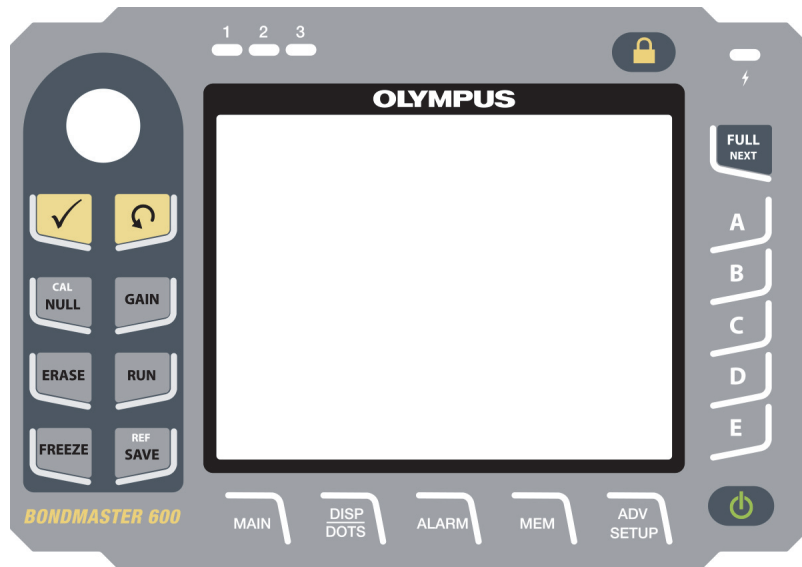 1 2 3
OLYMPUS
FULL
NEXT
A
B
C
D
E
CAL
NULL
GAIN
ERASE
RUN
FREEZE
REF
SAVE
BONDMASTER 600
MAIN
DISP
DOTS
ALARM
MEM
ADV
SETUP